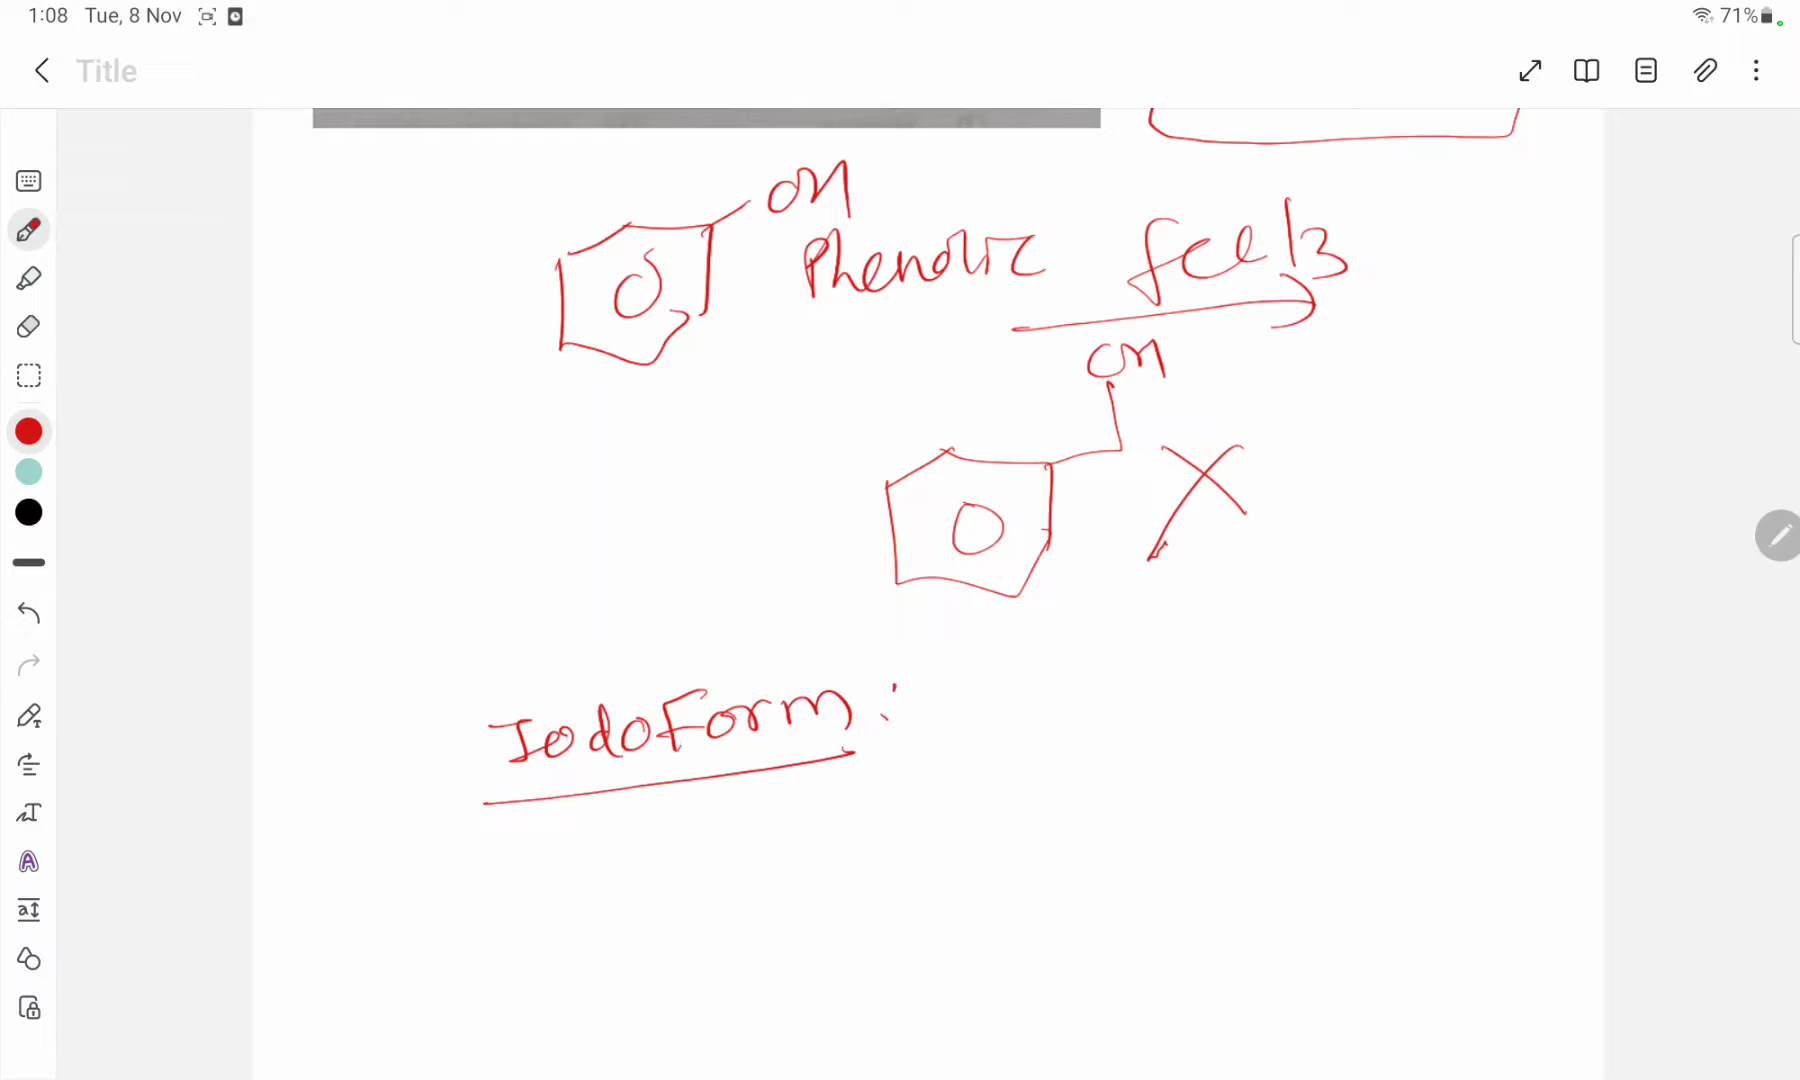 1:08 Tue, 8 Nov
71%
Title
OH
Phenolic fecl3
OH
IodoForm :